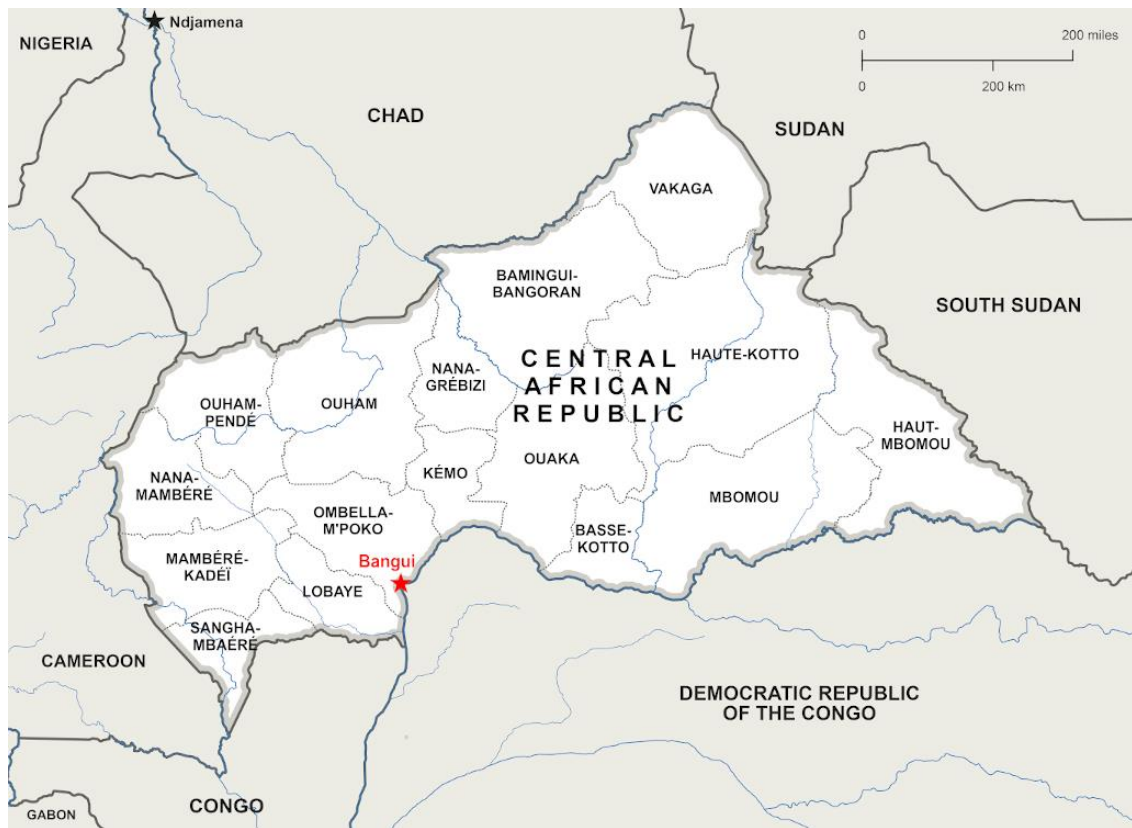 Ndjamena
NIGERIA
0
200 miles
0
200 km
CHAD
SUDAN
VAKAGA
BAMINGUI-
BANGORAN
SOUTH SUDAN
CENTRAL
AFRICAN
REPUBLIC
HAUTE-KOTTO
NANA-
GRÉBIZI
OUHAM-
PENDÉ
OUHAM
HAUT-
MBOMOU
OUAKA
KÉMO
NANA-
MAMBÉRÉ
MBOMOU
OMBELLA-
M'POKO
BASSE-
KOTTO
MAMBÉRÉ-
KADÉÏ
Bangui
LOBAYE
SANGHA-
MBAÉRÉ
CAMEROON
DEMOCRATIC REPUBLIC
OF THE CONGO
CONGO
GABON